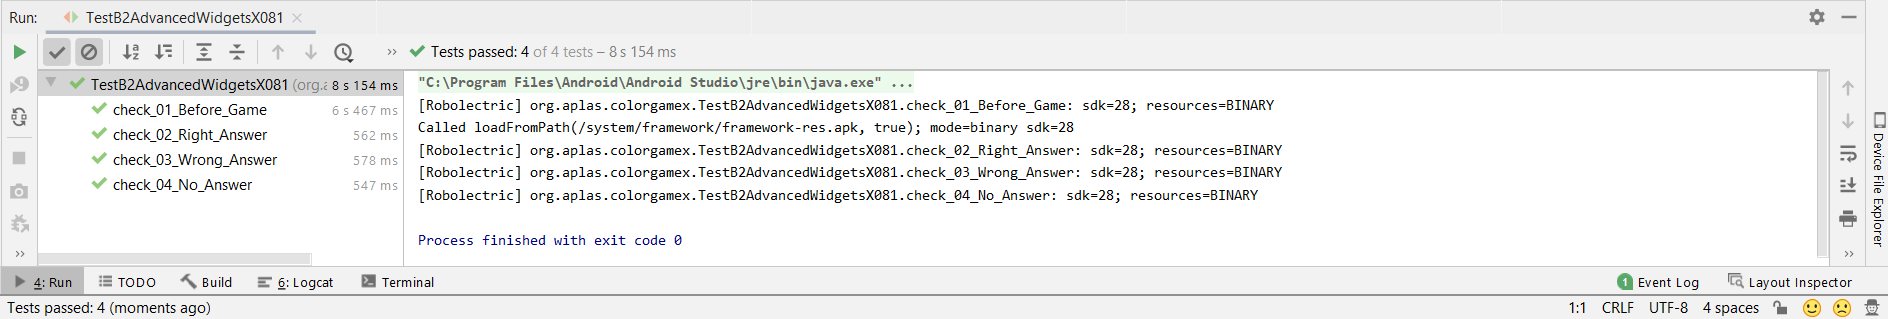 Run: TestB2AdvancedWidgetsX081
» Tests passed: 4 of 4 tests – 8 s 154 ms
TestB2AdvancedWidgetsX081 (org.a 8 s 154 ms
check_01_Before_Game 6 s 467 ms
check_02_Right_Answer 562 ms
check_03_Wrong_Answer 578 ms
check_04_No_Answer 547 ms
"C:\Program Files\Android\Android Studio\jre\bin\java.exe" ...
[Robolectric] org.aplas.colorgamex.TestB2AdvancedWidgetsX081.check_01_Before_Game: sdk=28; resources=BINARY
Called loadFromPath(/system/framework/framework-res.apk, true); mode=binary sdk=28
[Robolectric] org.aplas.colorgamex.TestB2AdvancedWidgetsX081.check_02_Right_Answer: sdk=28; resources=BINARY
[Robolectric] org.aplas.colorgamex.TestB2AdvancedWidgetsX081.check_03_Wrong_Answer: sdk=28; resources=BINARY
[Robolectric] org.aplas.colorgamex.TestB2AdvancedWidgetsX081.check_04_No_Answer: sdk=28; resources=BINARY
Process finished with exit code 0
Device File Explorer
4: Run TODO Build 6: Logcat Terminal 1 Event Log Layout Inspector
Tests passed: 4 (moments ago) 1:1 CRLF UTF-8 4 spaces